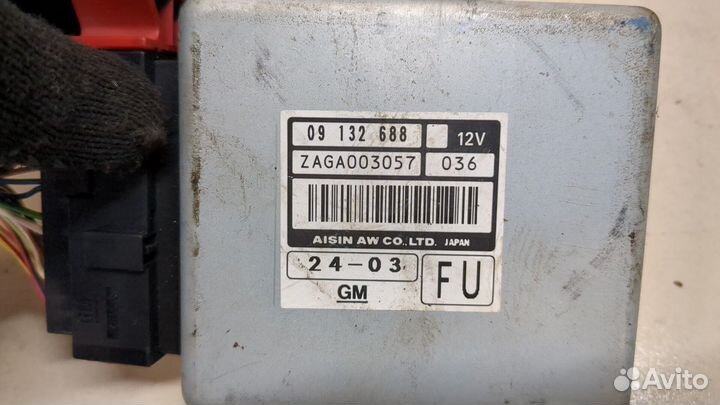 09 132 688 12V
ZAGA003057 036
AISIN AW CO.,LTD. JAPAN
24-03 FU
GM
Avito